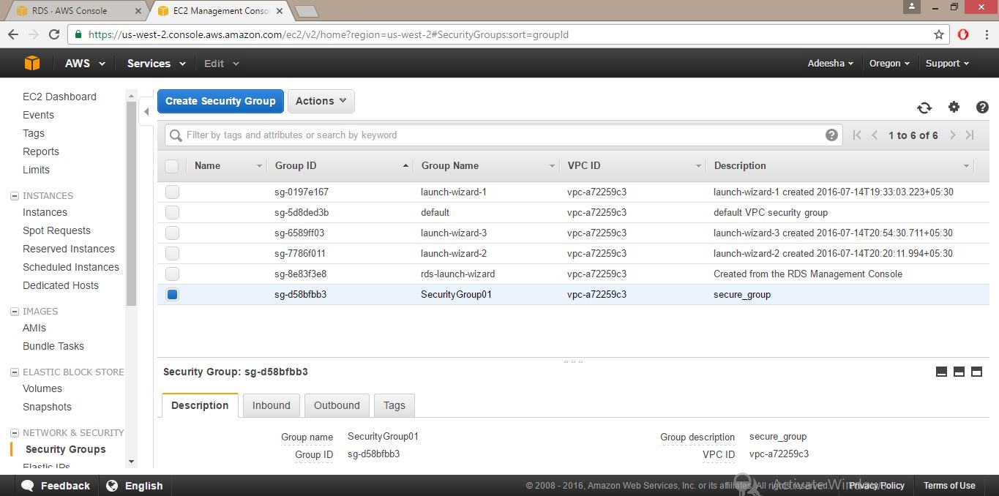 RDS · AWS Console
EC2 Management Conso
https://us-west-2.console.aws.amazon.com/ec2/v2/home?region=us-west-2#SecurityGroups:sort=groupId
AWS Services Edit Adeesha Oregon Support
EC2 Dashboard
Events
Tags
Reports
Limits
INSTANCES
Instances
Spot Requests
Reserved Instances
Scheduled Instances
Dedicated Hosts
IMAGES
AMIs
Bundle Tasks
ELASTIC BLOCK STORE
Volumes
Snapshots
NETWORK & SECURITY
Security Groups
Elastic IPs
Create Security Group Actions
Filter by tags and attributes or search by keyword
1 to 6 of 6
Name Group ID Group Name VPC ID Description
sg-0197e167 launch-wizard-1 vpc-a72259c3 launch-wizard-1 created 2016-07-14T19:33:03.223+05:30
sg-5d8ded3b default vpc-a72259c3 default VPC security group
sg-6589ff03 launch-wizard-3 vpc-a72259c3 launch-wizard-3 created 2016-07-14T20:54:30.711+05:30
sg-7786f011 launch-wizard-2 vpc-a72259c3 launch-wizard-2 created 2016-07-14T20:20:11.994+05:30
sg-8e83f3e8 rds-launch-wizard vpc-a72259c3 Created from the RDS Management Console
sg-d58bfbb3 SecurityGroup01 vpc-a72259c3 secure_group
Security Group: sg-d58bfbb3
Description Inbound Outbound Tags
Group name SecurityGroup01 Group description secure_group
Group ID sg-d58bfbb3 VPC ID vpc-a72259c3
Feedback English © 2008 - 2016, Amazon Web Services, Inc. or its affiliates. All rights reserved. Privacy Policy Terms of Use
Activate Windows